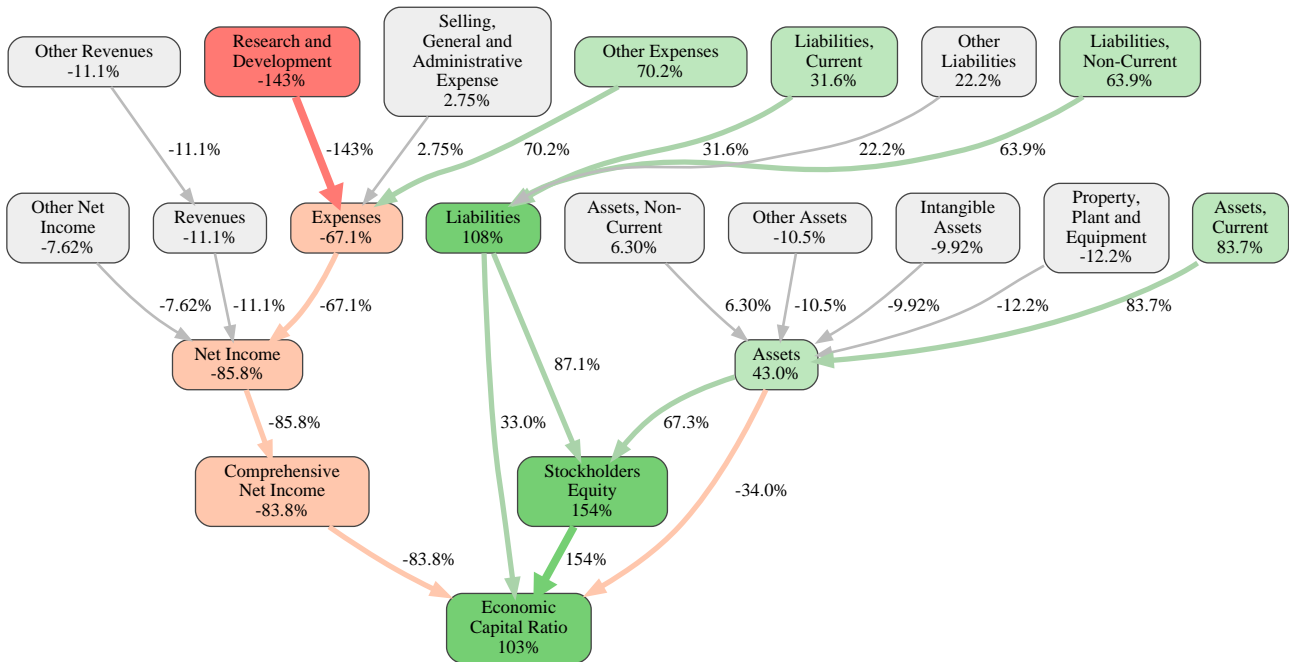 Other Revenues
-11.1%
Research and
Development
-143%
Selling,
General and
Administrative
Expense
2.75%
Other Expenses
70.2%
Liabilities,
Current
31.6%
Other
Liabilities
22.2%
Liabilities,
Non-Current
63.9%
-11.1%
-143%
2.75%
70.2%
31.6%
22.2%
63.9%
Other Net
Income
-7.62%
Revenues
-11.1%
Expenses
-67.1%
Liabilities
108%
Assets, Non-
Current
6.30%
Other Assets
-10.5%
Intangible
Assets
-9.92%
Property,
Plant and
Equipment
-12.2%
Assets,
Current
83.7%
-7.62%
-11.1%
-67.1%
6.30%
-10.5%
-9.92%
-12.2%
83.7%
Net Income
-85.8%
87.1%
Assets
43.0%
-85.8%
33.0%
67.3%
Comprehensive
Net Income
-83.8%
Stockholders
Equity
154%
-34.0%
-83.8%
154%
Economic
Capital Ratio
103%